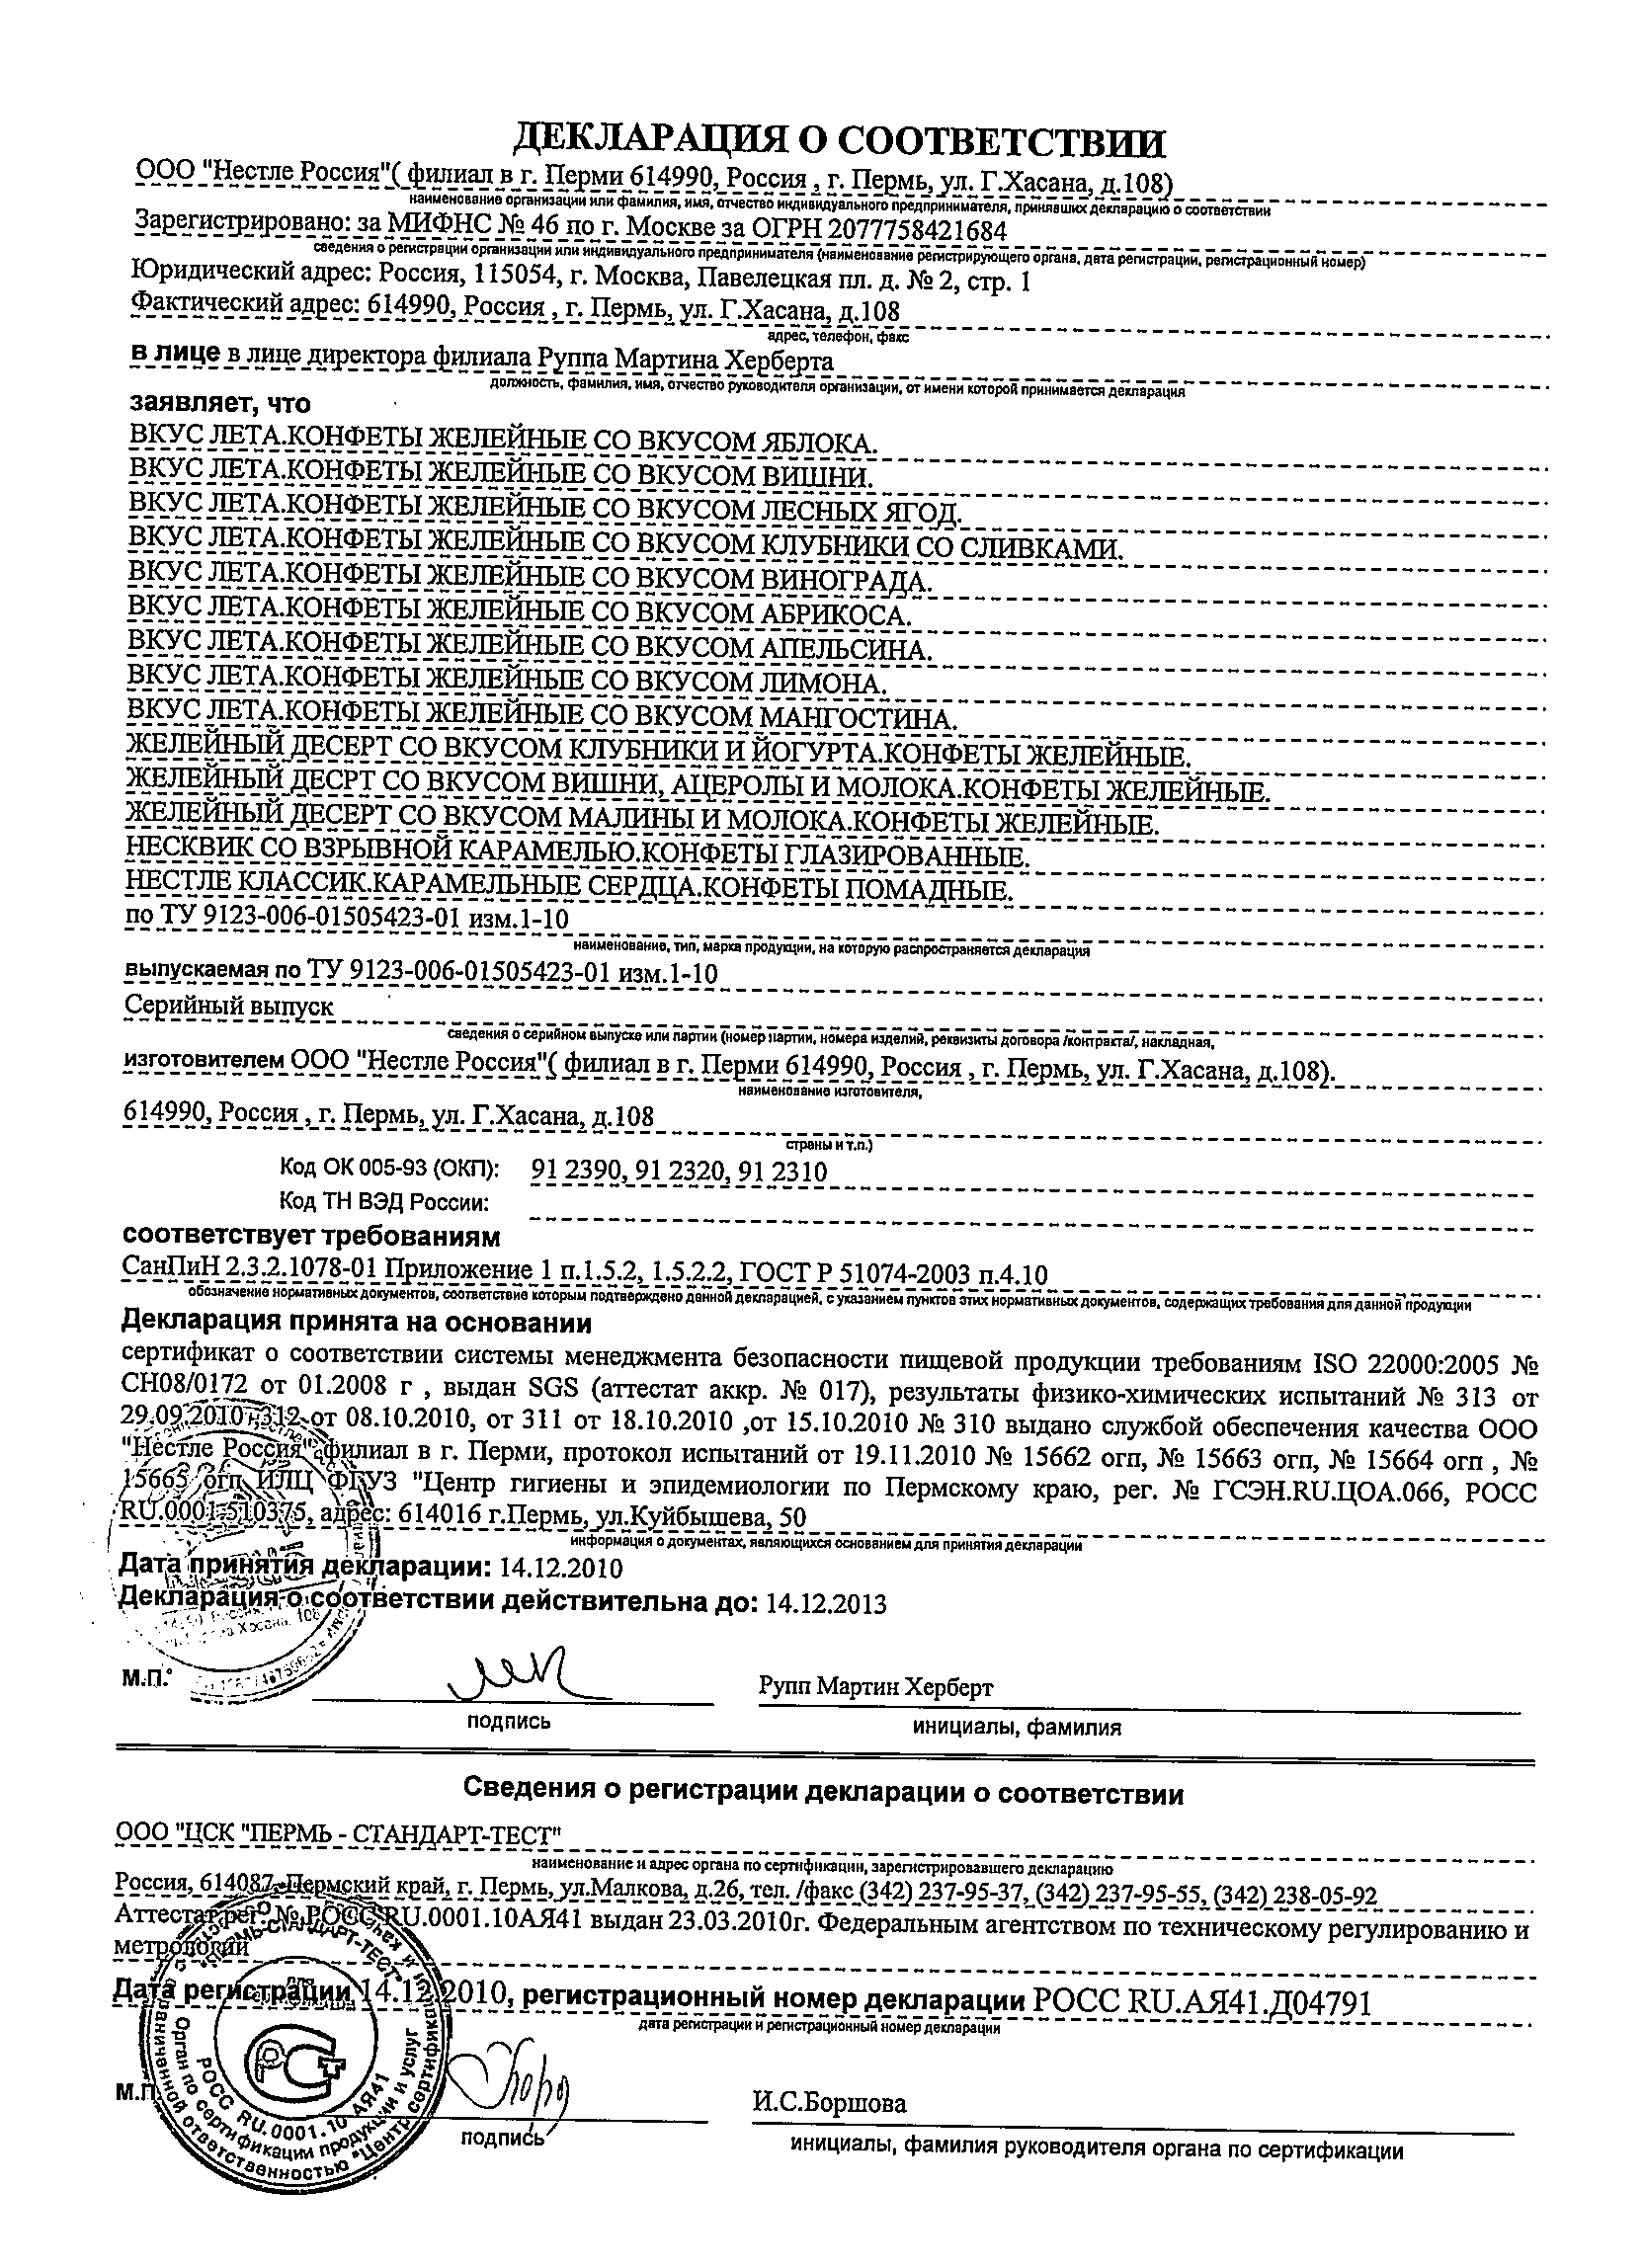 ДЕКЛАРАЦИЯ О СООТВЕТСТВИИ
ООО "Нестле Россия"( филиал в г. Перми 614990, Россия , г. Пермь, ул. Г.Хасана, д.108)
наименование организации или фамилия, имя, отчество индивидуального предпринимателя, принявших декларацию о соответствии
Зарегистрировано: за МИФНС № 46 по г. Москве за ОГРН 2077758421684
сведения о регистрации организации или индивидуального предпринимателя (наименование регистрирующего органа, дата регистрации, регистрационный номер)
Юридический адрес: Россия, 115054, г. Москва, Павелецкая пл. д. № 2, стр. 1
Фактический адрес: 614990, Россия , г. Пермь, ул. Г.Хасана, д.108
адрес, телефон, факс
в лице в лице директора филиала Руппа Мартина Херберта
должность, фамилия, имя, отчество руководителя организации, от имени которой принимается декларация
заявляет, что
ВКУС ЛЕТА.КОНФЕТЫ ЖЕЛЕЙНЫЕ СО ВКУСОМ ЯБЛОКА.
ВКУС ЛЕТА.КОНФЕТЫ ЖЕЛЕЙНЫЕ СО ВКУСОМ ВИШНИ.
ВКУС ЛЕТА.КОНФЕТЫ ЖЕЛЕЙНЫЕ СО ВКУСОМ ЛЕСНЫХ ЯГОД.
ВКУС ЛЕТА.КОНФЕТЫ ЖЕЛЕЙНЫЕ СО ВКУСОМ КЛУБНИКИ СО СЛИВКАМИ.
ВКУС ЛЕТА.КОНФЕТЫ ЖЕЛЕЙНЫЕ СО ВКУСОМ ВИНОГРАДА.
ВКУС ЛЕТА.КОНФЕТЫ ЖЕЛЕЙНЫЕ СО ВКУСОМ АБРИКОСА.
ВКУС ЛЕТА.КОНФЕТЫ ЖЕЛЕЙНЫЕ СО ВКУСОМ АПЕЛЬСИНА.
ВКУС ЛЕТА.КОНФЕТЫ ЖЕЛЕЙНЫЕ СО ВКУСОМ ЛИМОНА.
ВКУС ЛЕТА.КОНФЕТЫ ЖЕЛЕЙНЫЕ СО ВКУСОМ МАНГОСТИНА.
ЖЕЛЕЙНЫЙ ДЕСЕРТ СО ВКУСОМ КЛУБНИКИ И ЙОГУРТА.КОНФЕТЫ ЖЕЛЕЙНЫЕ.
ЖЕЛЕЙНЫЙ ДЕСРТ СО ВКУСОМ ВИШНИ, АЦЕРОЛЫ И МОЛОКА.КОНФЕТЫ ЖЕЛЕЙНЫЕ.
ЖЕЛЕЙНЫЙ ДЕСЕРТ СО ВКУСОМ МАЛИНЫ И МОЛОКА.КОНФЕТЫ ЖЕЛЕЙНЫЕ.
НЕСКВИК СО ВЗРЫВНОЙ КАРАМЕЛЬЮ.КОНФЕТЫ ГЛАЗИРОВАННЫЕ.
НЕСТЛЕ КЛАССИК.КАРАМЕЛЬНЫЕ СЕРДЦА.КОНФЕТЫ ПОМАДНЫЕ.
по ТУ 9123-006-01505423-01 изм.1-10
наименование, тип, марка продукции, на которую распространяется декларация
выпускаемая по ТУ 9123-006-01505423-01 изм.1-10
Серийный выпуск
сведения о серийном выпуске или партии (номер партии, номера изделий, реквизиты договора /контракта/, накладная,
изготовителем ООО "Нестле Россия"( филиал в г. Перми 614990, Россия , г. Пермь, ул. Г.Хасана, д.108).
наименование изготовителя,
614990, Россия , г. Пермь, ул. Г.Хасана, д.108
страны и т.п.)
Код ОК 005-93 (ОКП): 91 2390, 91 2320, 91 2310
Код ТН ВЭД России:
соответствует требованиям
СанПиН 2.3.2.1078-01 Приложение 1 п.1.5.2, 1.5.2.2, ГОСТ Р 51074-2003 п.4.10
обозначение нормативных документов, соответствие которым подтверждено данной декларацией, с указанием пунктов этих нормативных документов, содержащих требования для данной продукции
Декларация принята на основании
сертификат о соответствии системы менеджмента безопасности пищевой продукции требованиям ISO 22000:2005 №
CH08/0172 от 01.2008 г , выдан SGS (аттестат аккр. № 017), результаты физико-химических испытаний № 313 от
29.09.2010, 312 от 08.10.2010, от 311 от 18.10.2010 ,от 15.10.2010 № 310 выдано службой обеспечения качества ООО
"Нестле Россия" филиал в г. Перми, протокол испытаний от 19.11.2010 № 15662 огп, № 15663 огп, № 15664 огп , №
15665 огп ИЛЦ ФГУЗ "Центр гигиены и эпидемиологии по Пермскому краю, рег. № ГСЭН.RU.ЦОА.066, РОСС
RU.0001.510375, адрес: 614016 г.Пермь, ул.Куйбышева, 50
информация о документах, являющихся основанием для принятия декларации
Дата принятия декларации: 14.12.2010
Декларация о соответствии действительна до: 14.12.2013
М.П.
Рупп Мартин Херберт
подпись
инициалы, фамилия
Сведения о регистрации декларации о соответствии
ООО "ЦСК "ПЕРМЬ - СТАНДАРТ-ТЕСТ"
наименование и адрес органа по сертификации, зарегистрировавшего декларацию
Россия, 614087, Пермский край, г. Пермь, ул.Малкова, д.26, тел. /факс (342) 237-95-37, (342) 237-95-55, (342) 238-05-92
Аттестат рег. № РОСС RU.0001.10АЯ41 выдан 23.03.2010г. Федеральным агентством по техническому регулированию и
метрологии
Дата регистрации 14.12.2010, регистрационный номер декларации РОСС RU.АЯ41.Д04791
дата регистрации и регистрационный номер декларации
Орган по сертификации продукции и услуг
РОСС RU.0001.10 АЯ41
М.П.
И.С.Боршова
подпись
инициалы, фамилия руководителя органа по сертификации